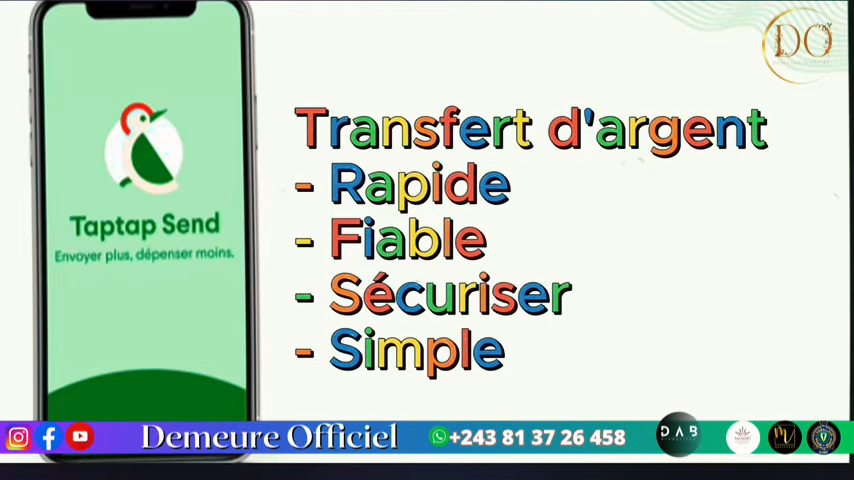 DO
Transfert d'argent
- Rapide
- Fiable
- Sécuriser
- Simple
Taptap Send
Envoyer plus, dépenser moins.
Demeure Officiel
+243 81 37 26 458
DAB